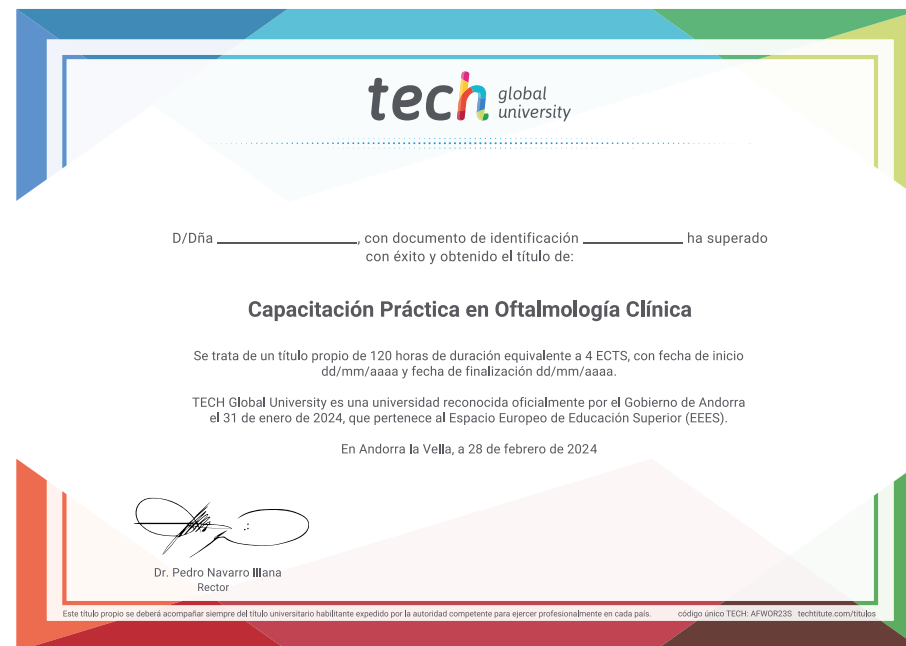 tech global university
D/Dña ____________________, con documento de identificación ______________ ha superado
con éxito y obtenido el título de:
Capacitación Práctica en Oftalmología Clínica
Se trata de un título propio de 120 horas de duración equivalente a 4 ECTS, con fecha de inicio
dd/mm/aaaa y fecha de finalización dd/mm/aaaa.
TECH Global University es una universidad reconocida oficialmente por el Gobierno de Andorra
el 31 de enero de 2024, que pertenece al Espacio Europeo de Educación Superior (EEES).
En Andorra la Vella, a 28 de febrero de 2024
Dr. Pedro Navarro Illana
Rector
Este título propio se deberá acompañar siempre del título universitario habilitante expedido por la autoridad competente para ejercer profesionalmente en cada país. código único TECH: AFWOR23S techtitute.com/titulos